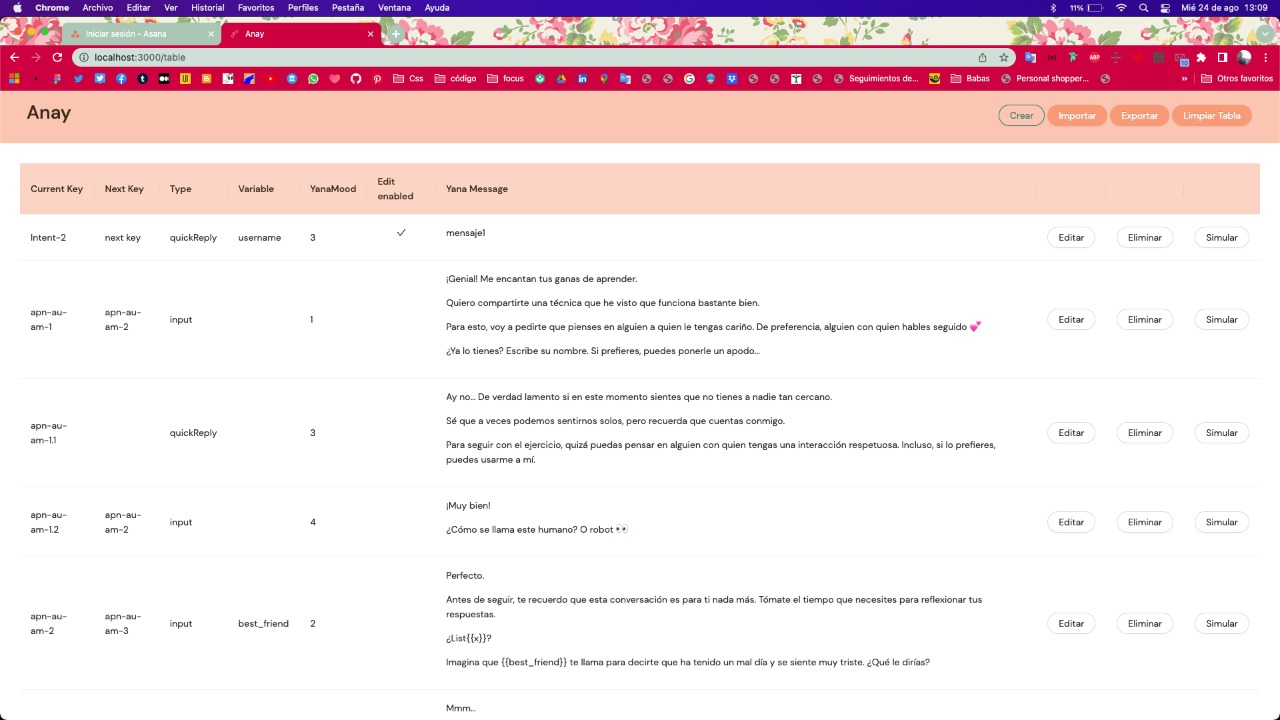 Chrome Archivo Editar Ver Historial Favoritos Perfiles Pestaña Ventana Ayuda 11% Mié 24 de ago 13:09
Iniciar sesión - Asana Anay
localhost:3000/table
Css código focus Seguimientos de... Babas Personal shopper... » Otros favoritos
Anay Crear Importar Exportar Limpiar Tabla
Current Key Next Key Type Variable YanaMood Edit enabled Yana Message
Intent-2 next key quickReply username 3 ✓ mensaje1 Editar Eliminar Simular
apn-au-am-1 apn-au-am-2 input 1 Editar Eliminar Simular
¡Genial! Me encantan tus ganas de aprender.
Quiero compartirte una técnica que he visto que funciona bastante bien.
Para esto, voy a pedirte que pienses en alguien a quien le tengas cariño. De preferencia, alguien con quien hables seguido 💕
¿Ya lo tienes? Escribe su nombre. Si prefieres, puedes ponerle un apodo...
apn-au-am-1.1 quickReply 3 Editar Eliminar Simular
Ay no... De verdad lamento si en este momento sientes que no tienes a nadie tan cercano.
Sé que a veces podemos sentirnos solos, pero recuerda que cuentas conmigo.
Para seguir con el ejercicio, quizá puedas pensar en alguien con quien tengas una interacción respetuosa. Incluso, si lo prefieres,
puedes usarme a mí.
apn-au-am-1.2 apn-au-am-2 input 4 Editar Eliminar Simular
¡Muy bien!
¿Cómo se llama este humano? O robot 👀
apn-au-am-2 apn-au-am-3 input best_friend 2 Editar Eliminar Simular
Perfecto.
Antes de seguir, te recuerdo que esta conversación es para ti nada más. Tómate el tiempo que necesites para reflexionar tus
respuestas.
¿List{{x}}?
Imagina que {{best_friend}} te llama para decirte que ha tenido un mal día y se siente muy triste. ¿Qué le dirías?
Mmm...